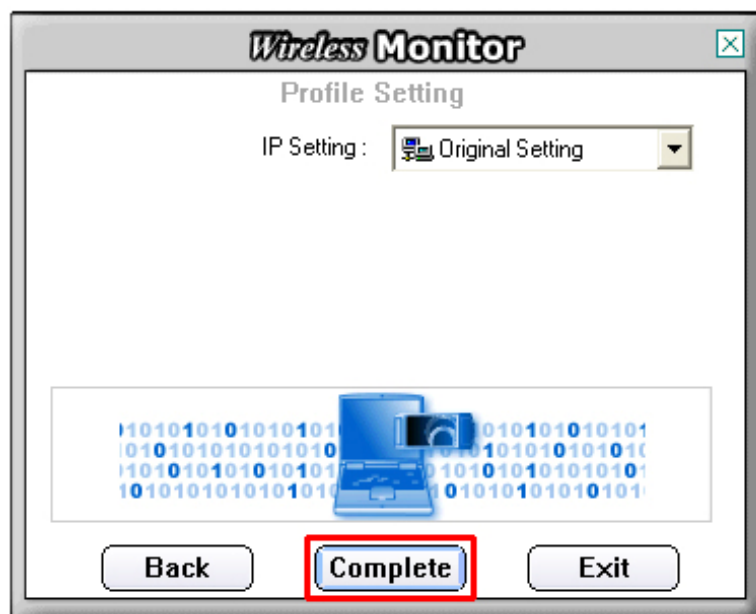 Wireless Monitor
Profile Setting
IP Setting :
Original Setting
Back
Complete
Exit